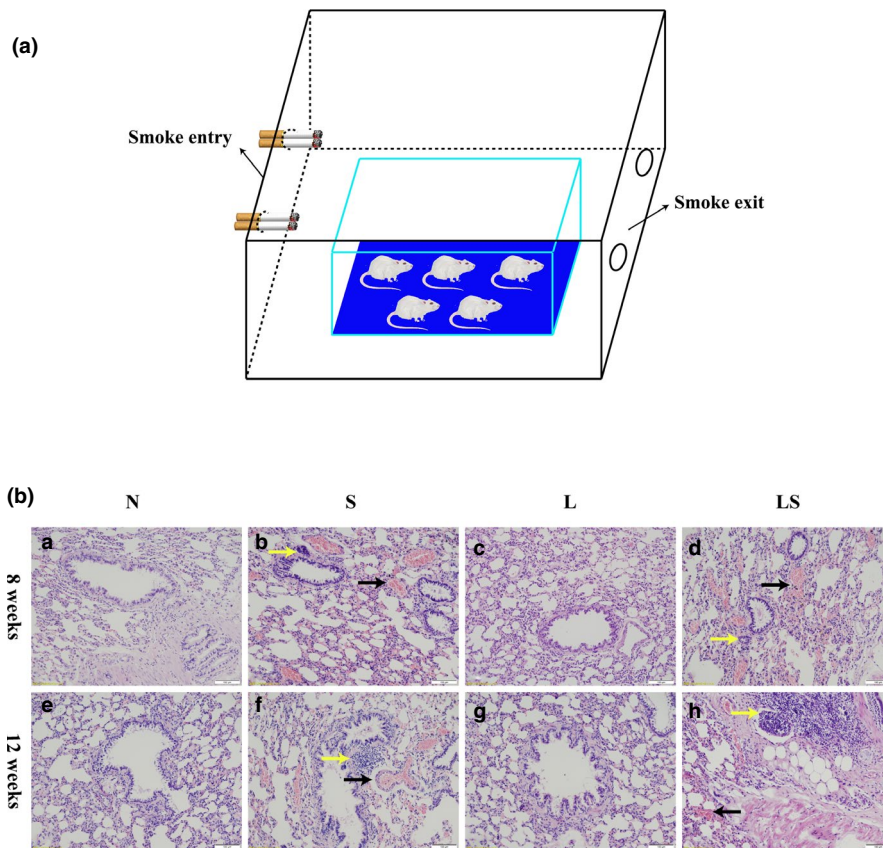 (a)
Smoke entry
Smoke exit
(b)
N S L LS
8 weeks
a b c d
12 weeks
e f g h